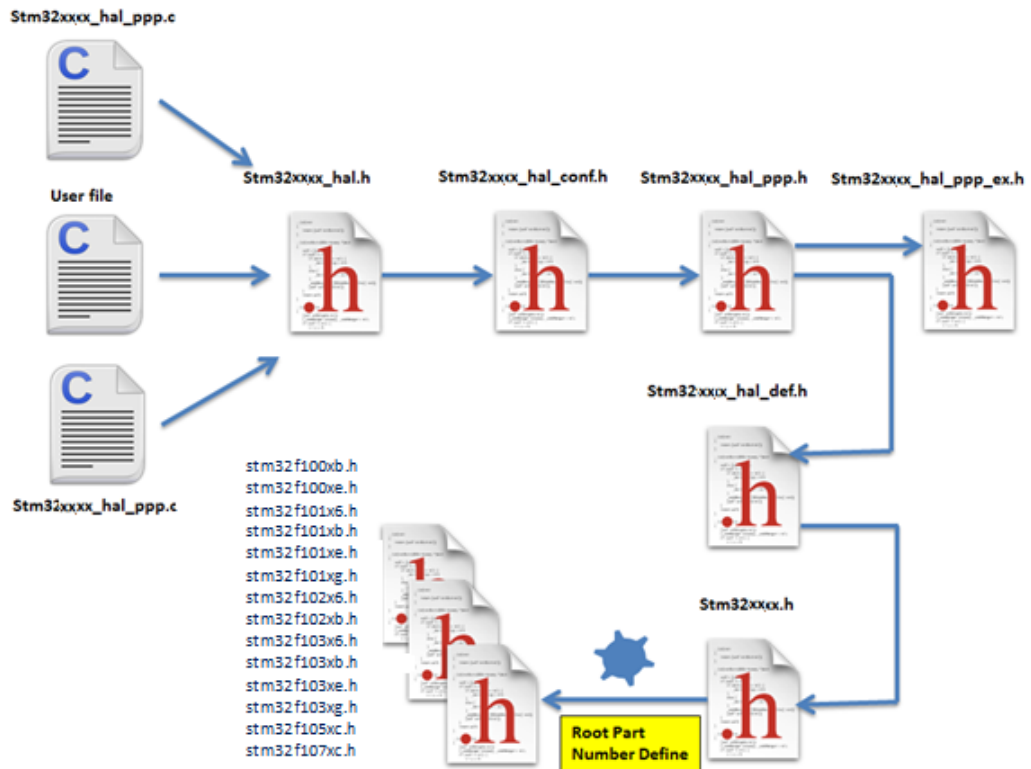 Stm32xxxx_hal_ppp.c
C
User file
C
C
Stm32xxxx_hal_ppp.c
Stm32xxxx_hal.h
Stm32xxxx_hal_conf.h
Stm32xxxx_hal_ppp.h
Stm32xxxx_hal_ppp_ex.h
.h
.h
.h
.h
Stm32xxxx_hal_def.h
.h
stm32f100xb.h
stm32f100xe.h
stm32f101x6.h
stm32f101xb.h
stm32f101xe.h
stm32f101xg.h
stm32f102x6.h
stm32f102xb.h
stm32f103x6.h
stm32f103xb.h
stm32f103xe.h
stm32f103xg.h
stm32f105xc.h
stm32f107xc.h
.h
.h
.h
Stm32xxxx.h
.h
Root Part
Number Define